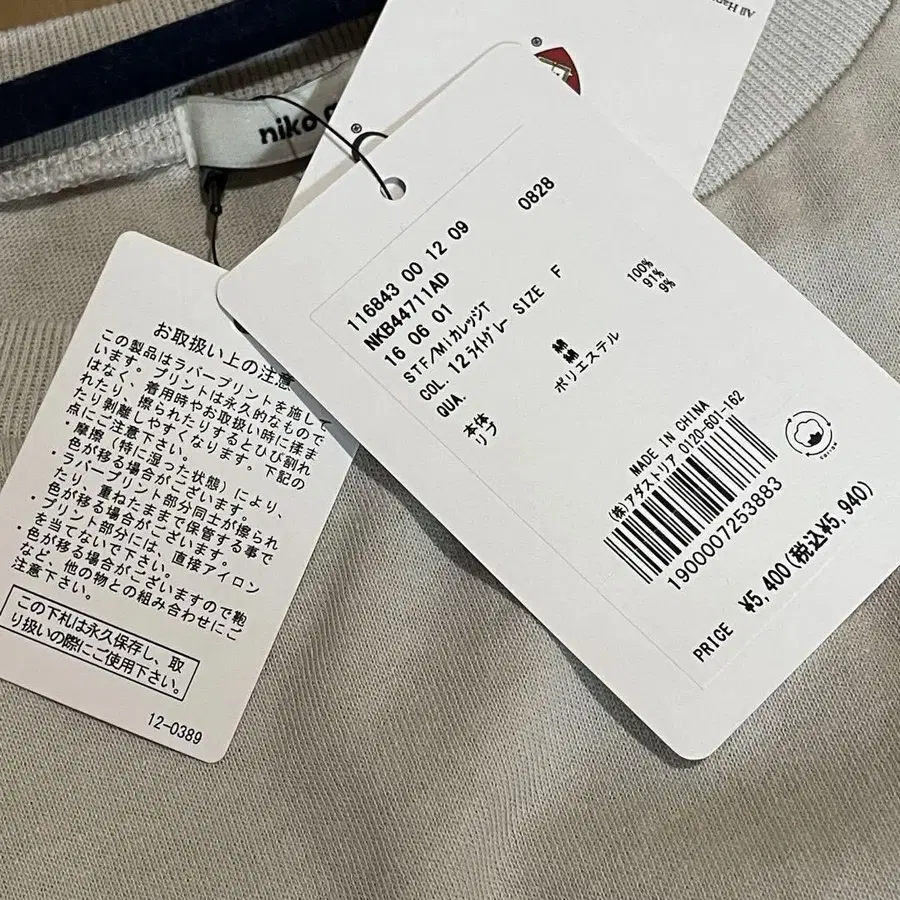 All
niko
®
®
116843 00 12 09 0828
NKB44711AD
16 06 01
STF/MIカレッジT
COL. 12ライトグレー SIZE F
QUA.
本体 綿 100%
リブ 綿 91%
ポリエステル 9%
MADE IN CHINA
(株)アダストリア 0120-601-162
1900007253883
PRICE ¥5,400(税込¥5,940)
お取扱い上の注意
この製品はラバープリントを施して
います。プリントは永久的なもので
はなく、着用時やお取扱い時に揉ま
れたり、擦られたりするとひび割れ
たり剥離しやすくなります。下記の
点にご注意下さい。
・摩擦（特に湿った状態）により、
色が移る場合がございます。
・ラバープリント部分同士が擦られ
たり、重ねたままで保管する事で
色が移る場合がございます。
・プリント部分には、直接アイロン
を当てないで下さい。
色が移る場合がございますので鞄
など、他の物との組み合わせにご
注意下さい。
この下札は永久保存し、取
り扱いの際にご使用下さい。
12-0389